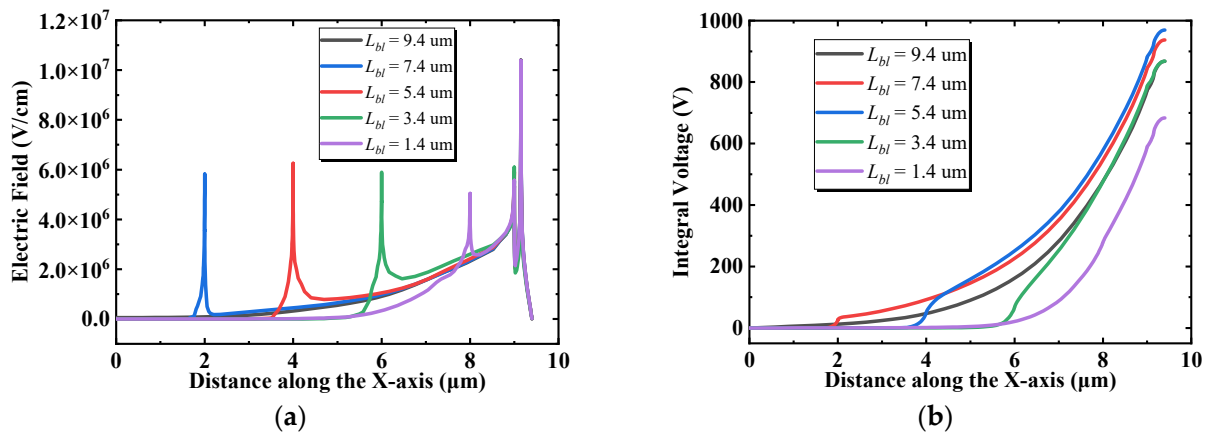 1.2×10⁷
1.0×10⁷
8.0×10⁶
6.0×10⁶
4.0×10⁶
2.0×10⁶
0.0
Electric Field (V/cm)
L_bl = 9.4 um
L_bl = 7.4 um
L_bl = 5.4 um
L_bl = 3.4 um
L_bl = 1.4 um
0 2 4 6 8 10
Distance along the X-axis (μm)
(a)
1000
800
600
400
200
0
Integral Voltage (V)
L_bl = 9.4 um
L_bl = 7.4 um
L_bl = 5.4 um
L_bl = 3.4 um
L_bl = 1.4 um
0 2 4 6 8 10
Distance along the X-axis (μm)
(b)